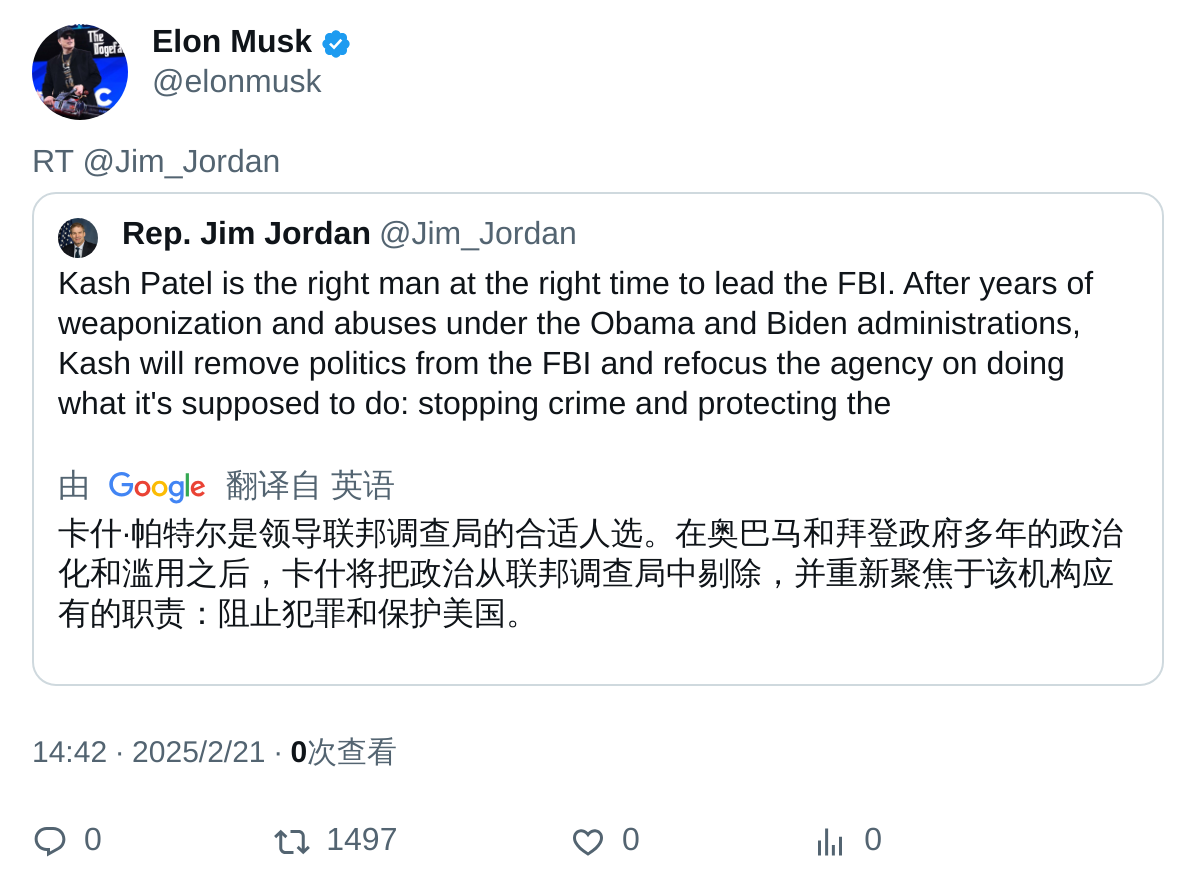 The
Dogefa
C
Elon Musk
@elonmusk
RT @Jim_Jordan
Rep. Jim Jordan @Jim_Jordan
Kash Patel is the right man at the right time to lead the FBI. After years of
weaponization and abuses under the Obama and Biden administrations,
Kash will remove politics from the FBI and refocus the agency on doing
what it's supposed to do: stopping crime and protecting the
由 Google 翻译自 英语
卡什·帕特尔是领导联邦调查局的合适人选。在奥巴马和拜登政府多年的政治
化和滥用之后，卡什将把政治从联邦调查局中剔除，并重新聚焦于该机构应
有的职责：阻止犯罪和保护美国。
14:42 · 2025/2/21 · 0次查看
0 1497 0 0